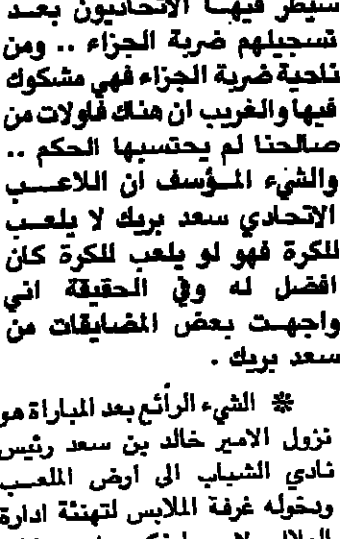 سيطر فيها الاتحاديون بعد
تسجيلهم ضربة الجزاء .. ومن
ناحية ضربة الجزاء فهي مشكوك
فيها والغريب ان هناك فاولات من
صالحنا لم يحتسبها الحكم ..
والشيء المؤسف ان اللاعب
الاتحادي سعد بريك لا يلعب
للكرة فهو لو يلعب للكرة كان
افضل له وفي الحقيقة اني
واجهت بعض المضايقات من
سعد بريك .
❊ الشيء الرائع بعد المباراة هو
نزول الامير خالد بن سعد رئيس
نادي الشباب الى أرض الملعب
ودخوله غرفة الملابس لتهنئة ادارة